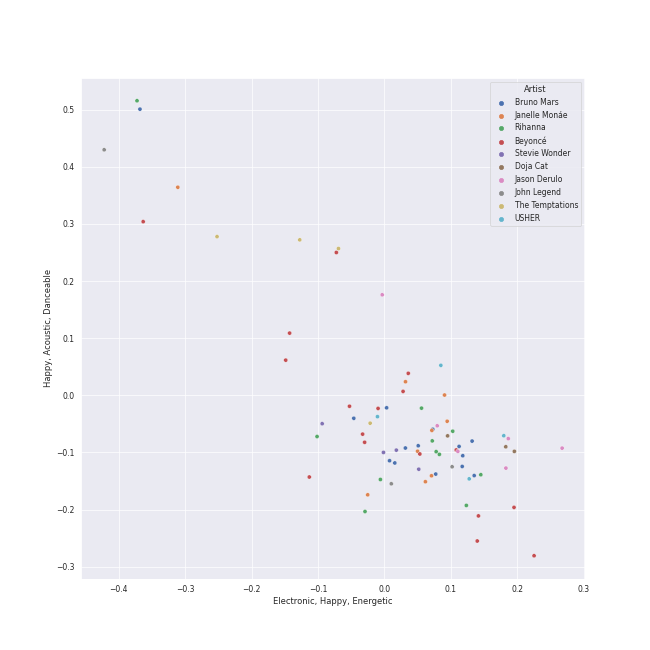 Artist
Bruno Mars
Janelle Monáe
Rihanna
Beyoncé
Stevie Wonder
Doja Cat
Jason Derulo
John Legend
The Temptations
USHER
0.5
0.4
0.3
0.2
0.1
0.0
−0.1
−0.2
−0.3
Happy, Acoustic, Danceable
−0.4 −0.3 −0.2 −0.1 0.0 0.1 0.2 0.3
Electronic, Happy, Energetic